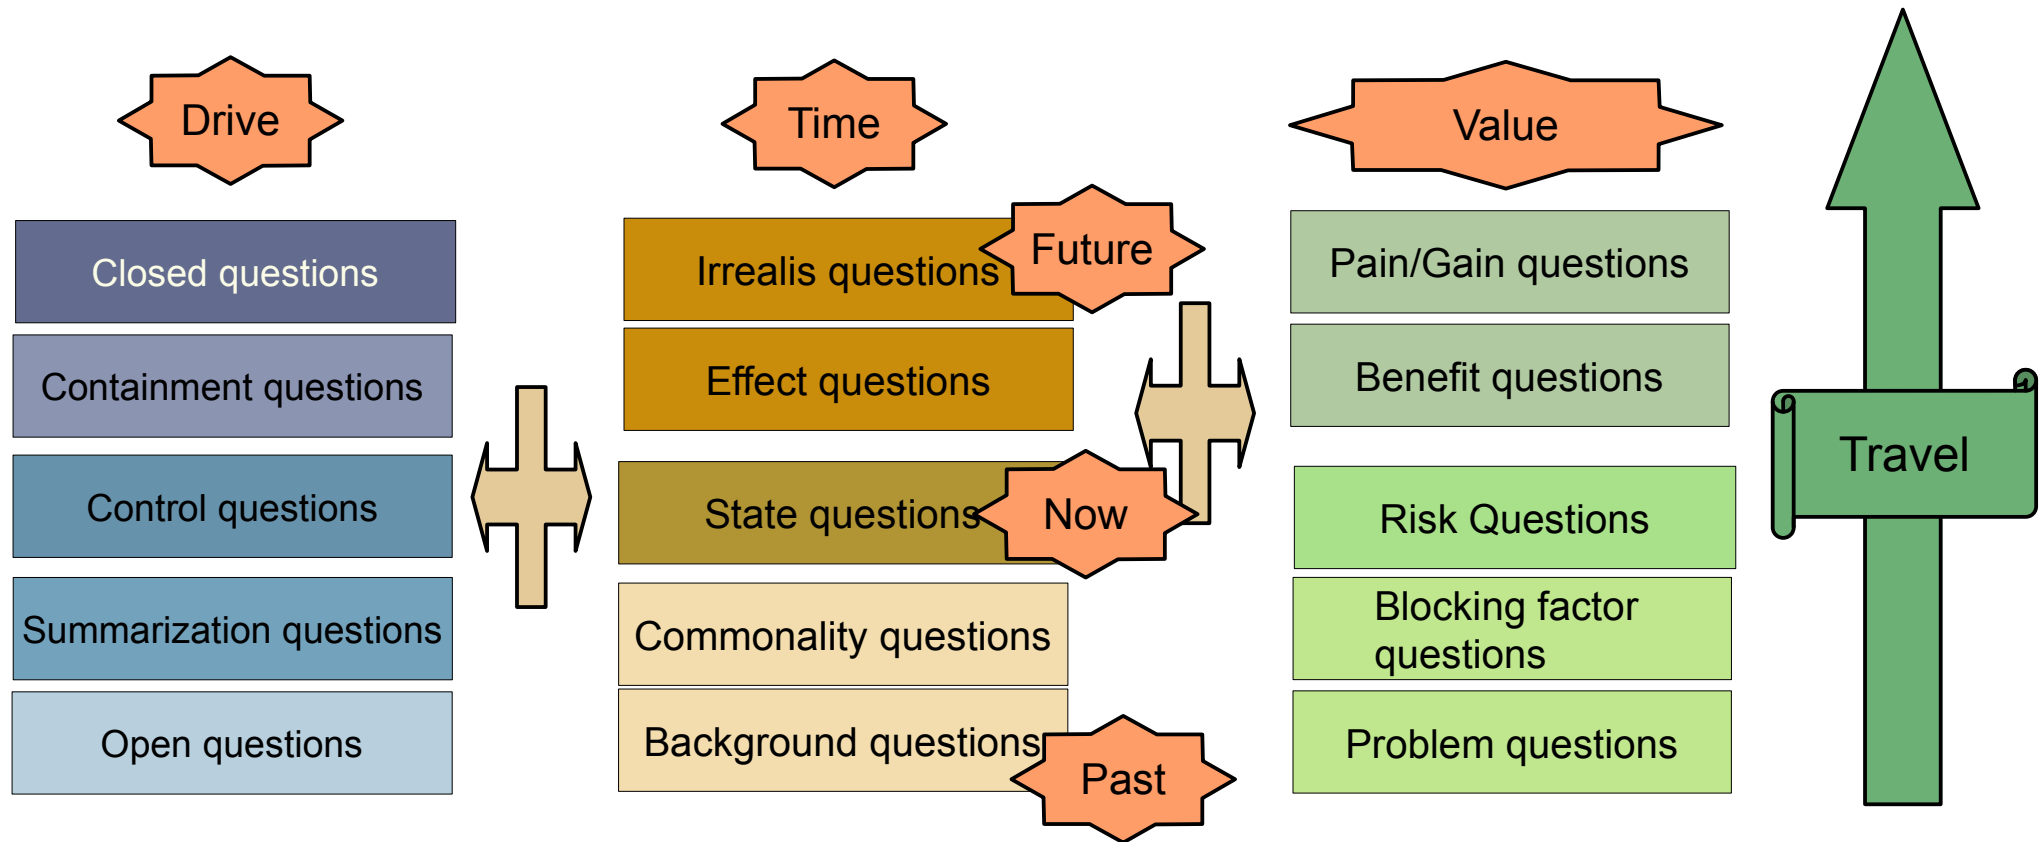 Drive
Closed questions
Containment questions
Control questions
Summarization questions
Open questions
Time
Future
Irrealis questions
Effect questions
State questions
Now
Commonality questions
Background questions
Past
Value
Pain/Gain questions
Benefit questions
Risk Questions
Blocking factor
questions
Problem questions
Travel